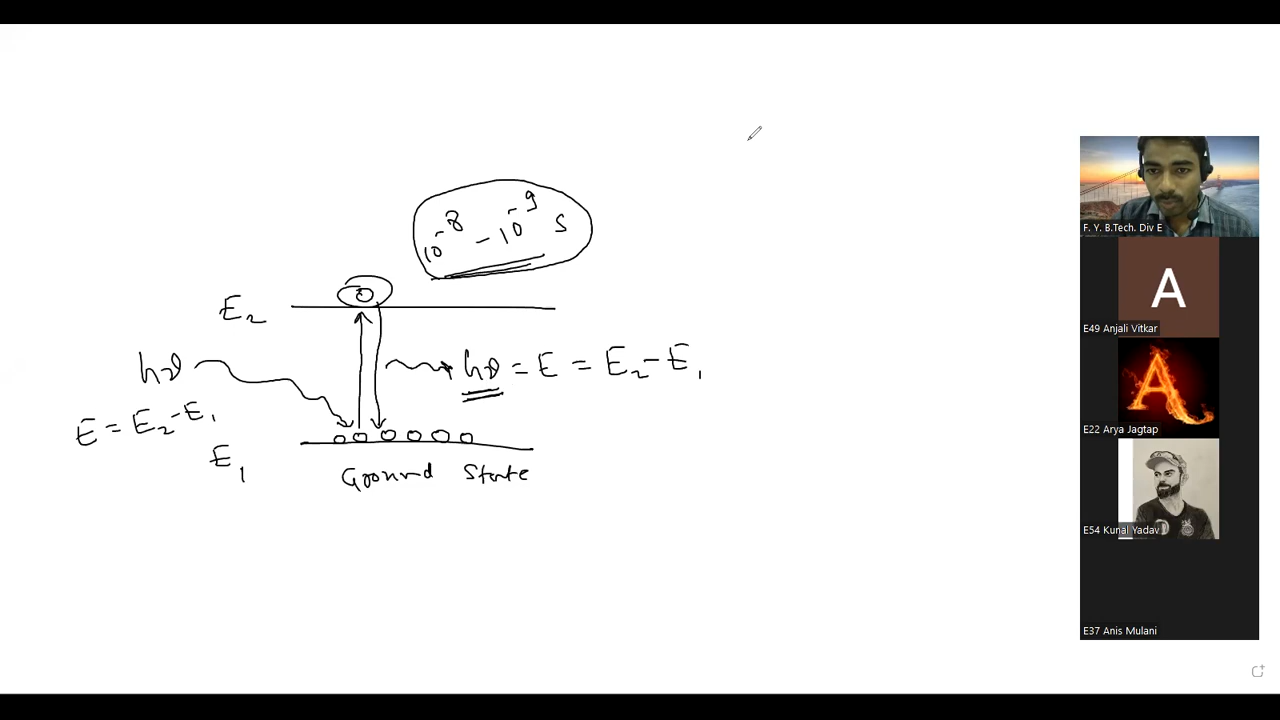 10⁻⁸ – 10⁻⁹ s
E₂
hν
hν = E = E₂ – E₁
E = E₂ – E₁
E₁
Ground State
F. Y. B.Tech. Div E
A
E49 Anjali Vitkar
E22 Arya Jagtap
E54 Kunal Yadav
E37 Anis Mulani